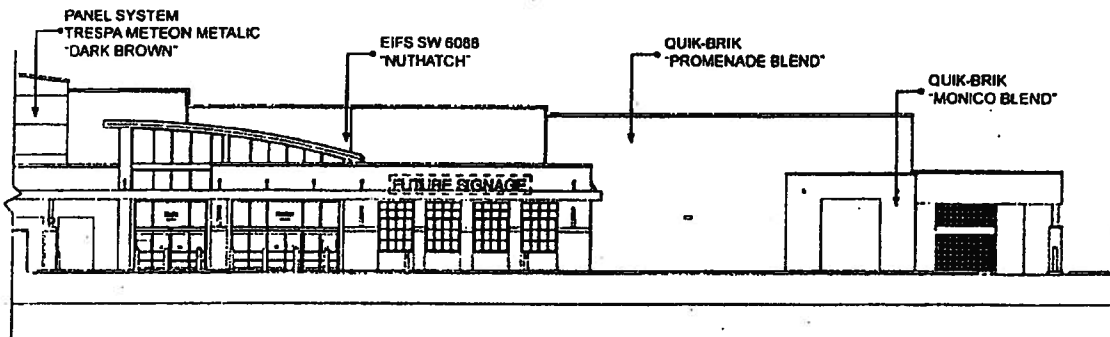 PANEL SYSTEM
TRESPA METEON METALIC
"DARK BROWN"
EIFS SW 6088
"NUTHATCH"
QUIK-BRIK
"PROMENADE BLEND"
QUIK-BRIK
"MONICO BLEND"
FUTURE SIGNAGE